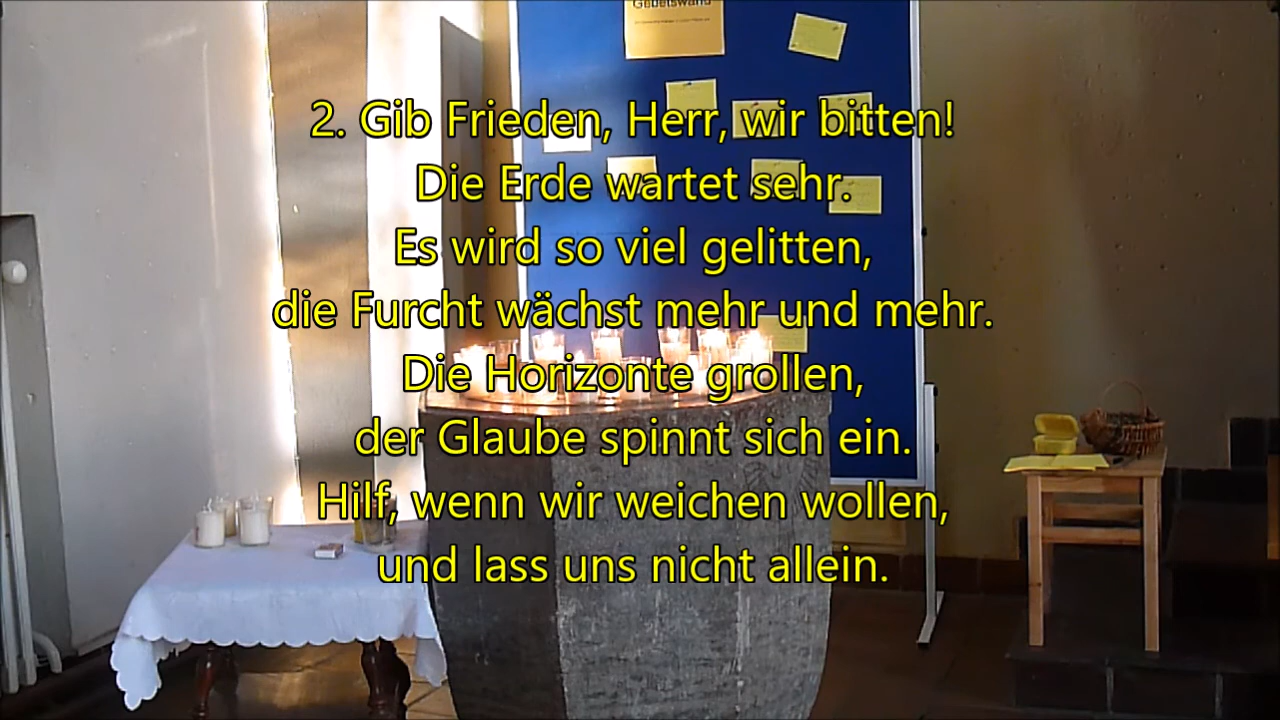 Gebetswand
2. Gib Frieden, Herr, wir bitten!
Die Erde wartet sehr.
Es wird so viel gelitten,
die Furcht wächst mehr und mehr.
Die Horizonte grollen,
der Glaube spinnt sich ein.
Hilf, wenn wir weichen wollen,
und lass uns nicht allein.